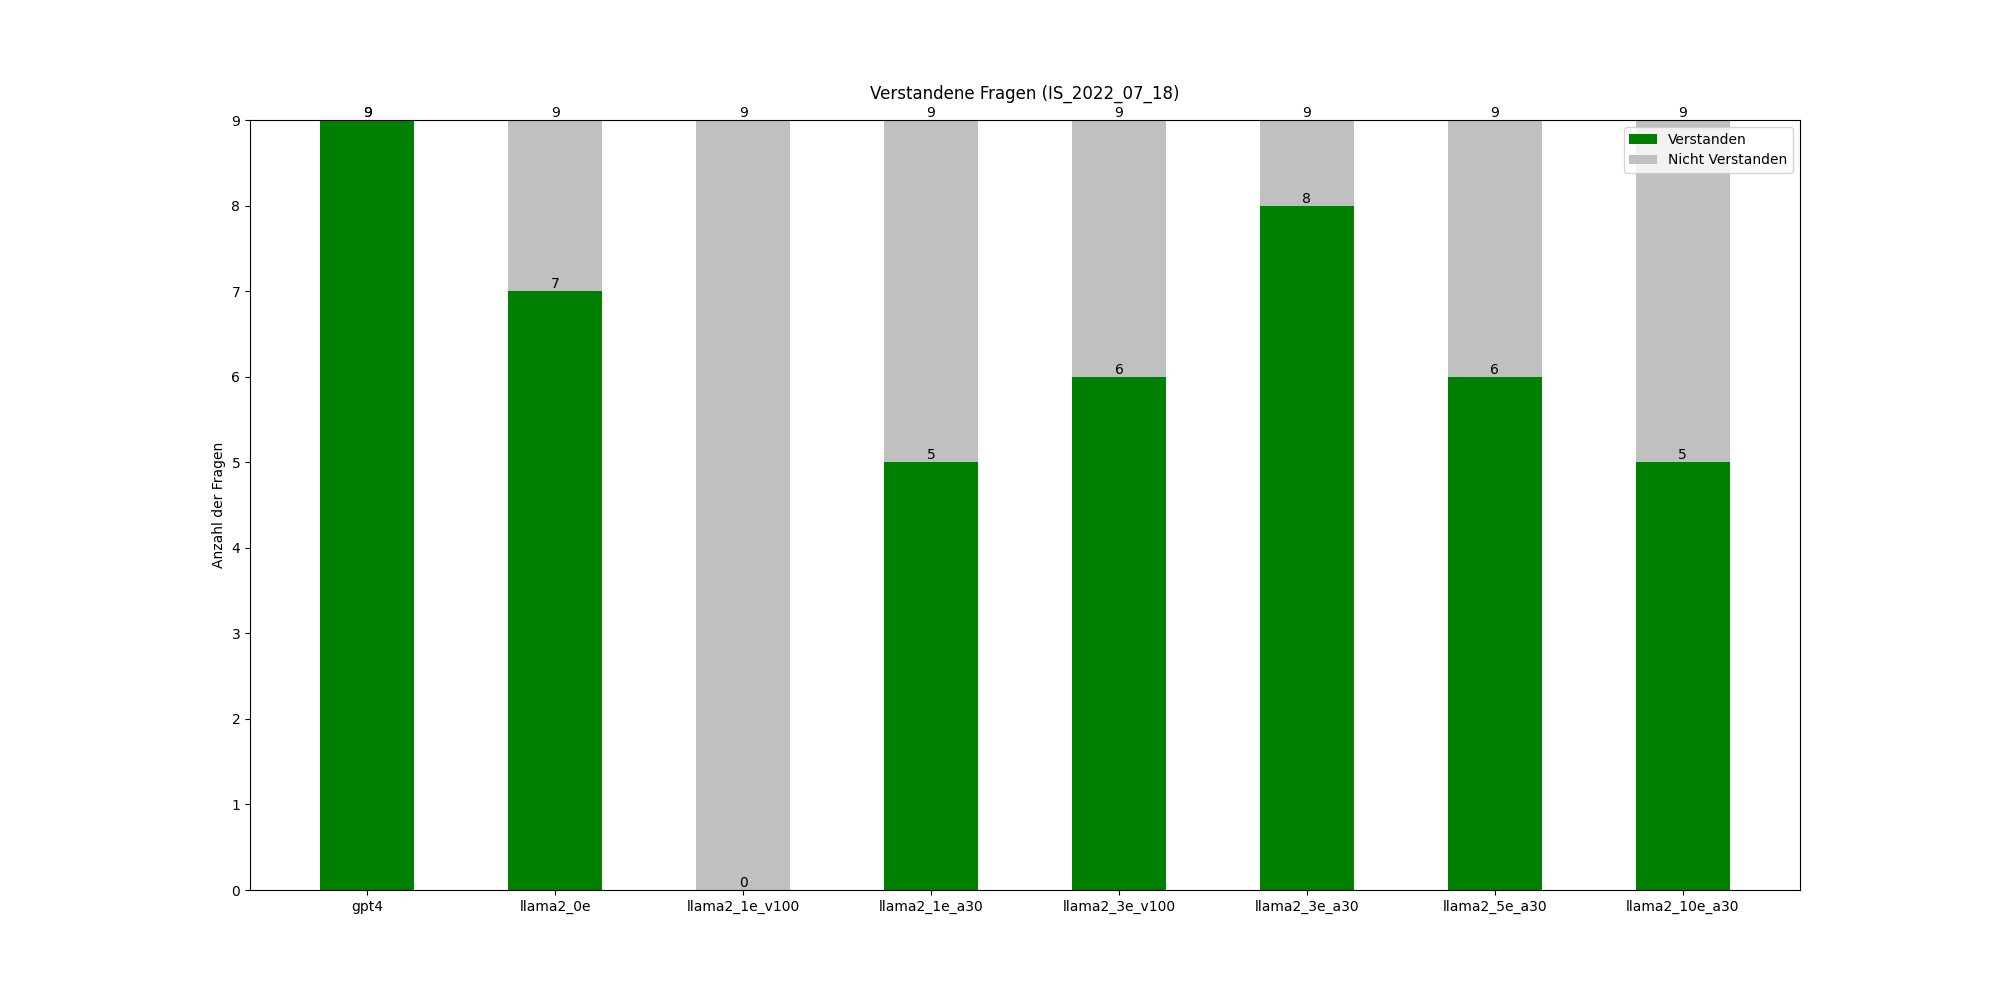 Verstandene Fragen (IS_2022_07_18)
9 9 9 9 9 9 9 9
Verstanden
Nicht Verstanden
9
8
7
6
5
4
3
2
1
0
Anzahl der Fragen
7
0
5
6
8
6
5
gpt4 llama2_0e llama2_1e_v100 llama2_1e_a30 llama2_3e_v100 llama2_3e_a30 llama2_5e_a30 llama2_10e_a30